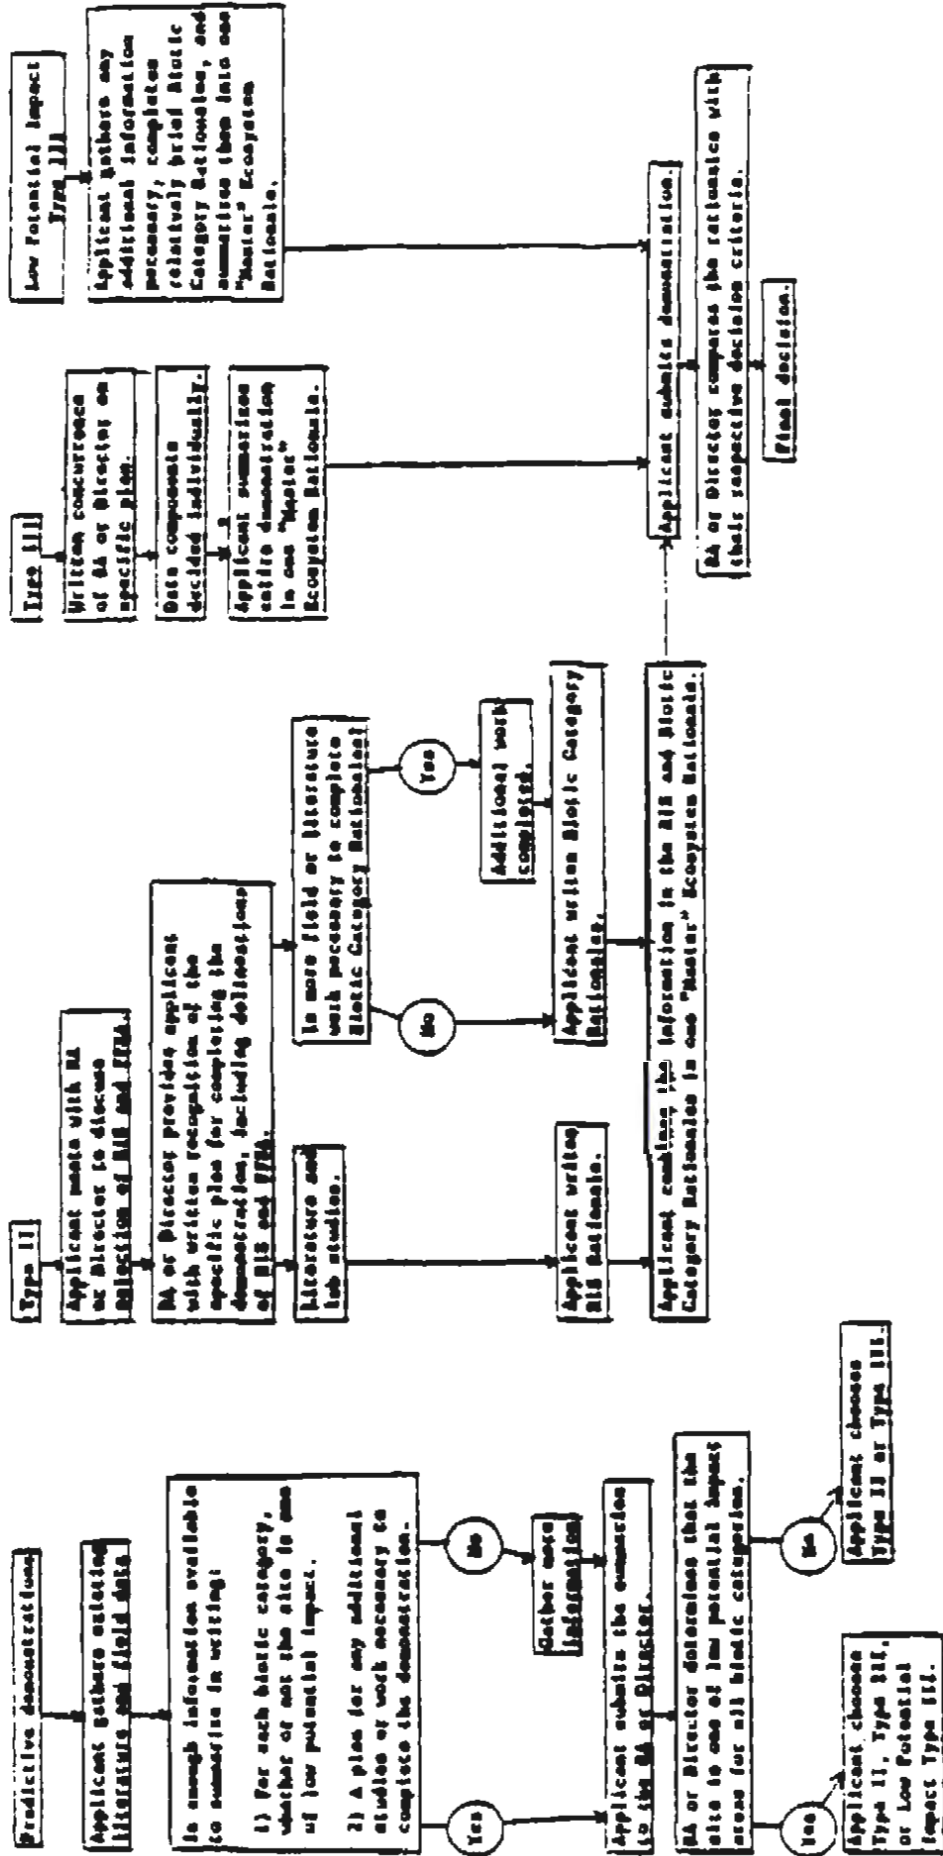 Predictive demonstrations
Applicant gathers existing
literature and field data
Is enough information available
to summarize in writing:
1) For each biotic category,
whether or not the site is one
of low potential impact.
2) A plan for any additional
studies or work necessary to
complete the demonstration.
Yes
No
Gather more
information
Applicant submits the summaries
to the RA or Director.
RA or Director determines that the
site is one of low potential impact
areas for all biotic categories.
Yes
No
Applicant chooses
Type II, Type III,
or Low Potential
Impact Type III.
Applicant chooses
Type II or Type III.
Type II
Applicant meets with RA
or Director to discuss
selection of RIS and
RA or Director provides applicant
with written recognition of the
specific plan for completing the
demonstration, including delineations
of RIS and
Literature and
lab studies.
Is more field or literature
work necessary to complete
Biotic Category Rationales?
No
Yes
Additional work
completed.
Applicant writes
RIS Rationale.
Applicant writes Biotic Category
Rationales.
Applicant combines the information in the RIS and Biotic
Category Rationales in one "Master" Ecosystem Rationale.
Type III
Written concurrence
of RA or Director on
specific plan.
Data components
decided individually.
Applicant summarizes
entire demonstration
in one "Master"
Ecosystem Rationale.
Low Potential Impact
Type III
Applicant gathers any
additional information
necessary, completes
relatively brief Biotic
Category Rationales, and
summarizes them into one
"Master" Ecosystem
Rationale.
Applicant submits demonstration.
RA or Director compares the rationales with
their respective decision criteria.
Final decision.